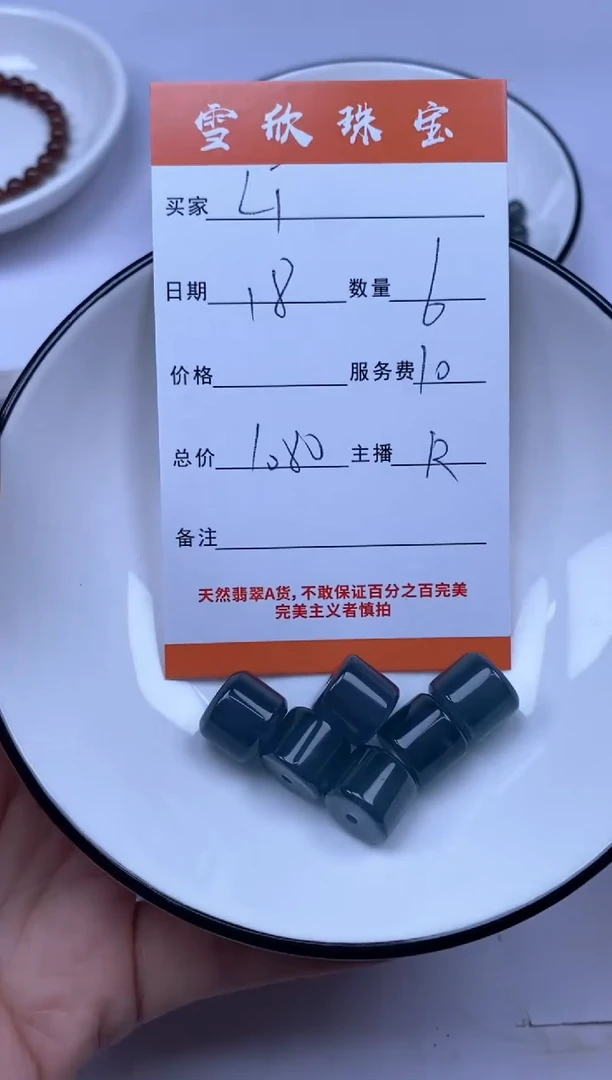 雪欣珠宝
买家 Li
日期 18 数量 6
价格 服务费 10
总价 1080 主播 R
备注
天然翡翠A货，不敢保证百分之百完美
完美主义者慎拍